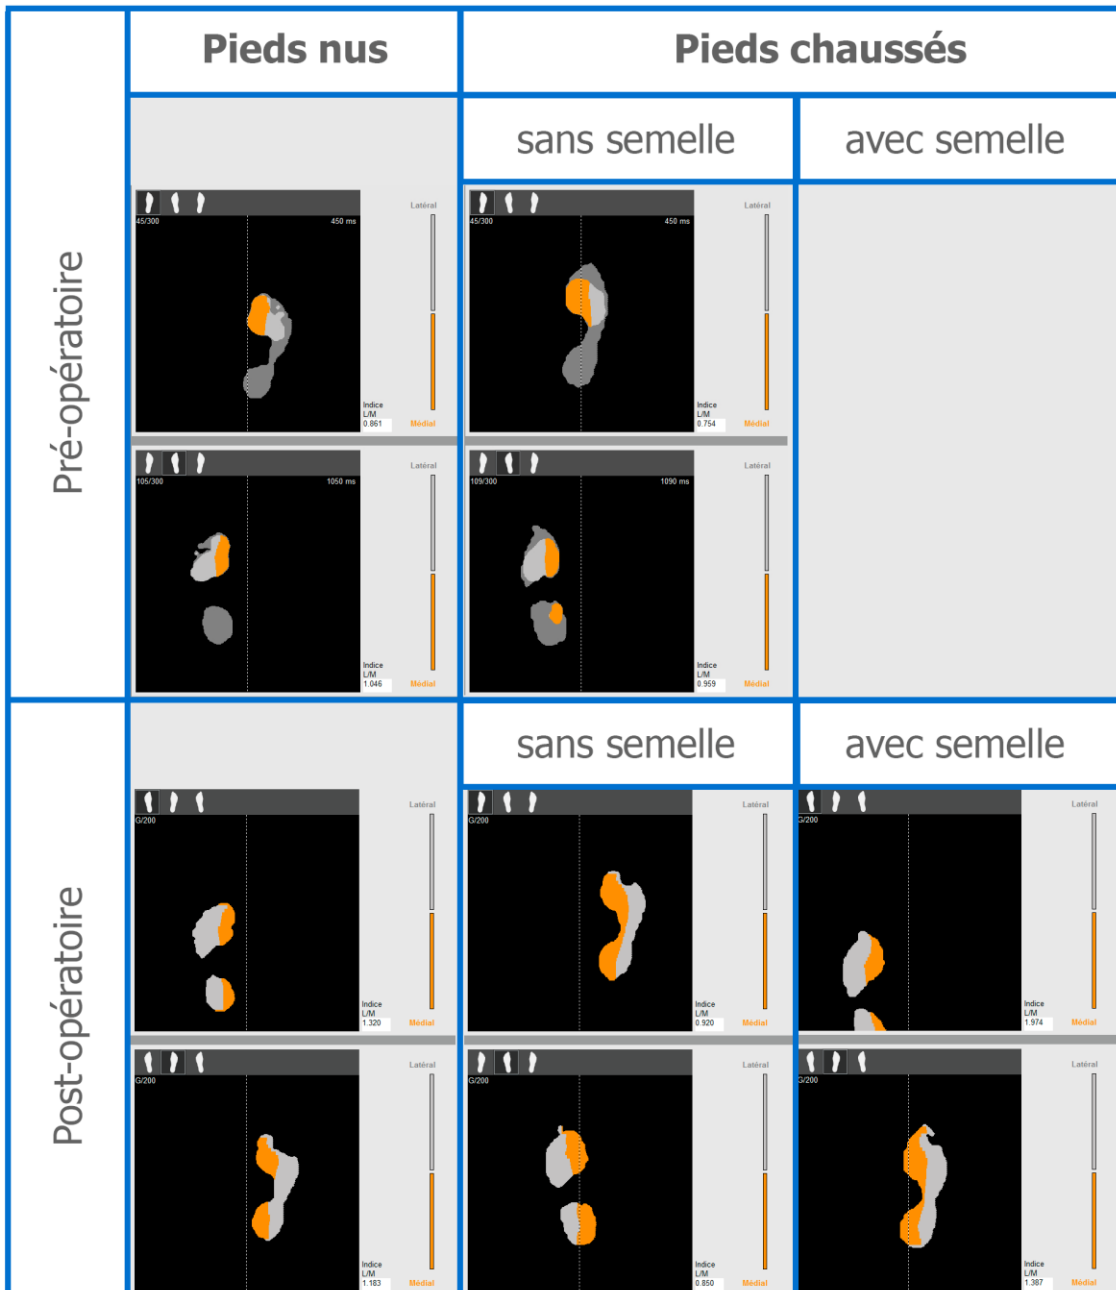 Pieds nus
Pieds chaussés
sans semelle
avec semelle
Pré-opératoire
Latéral
45/300
450 ms
Indice
L/M
0.861
Médial
Latéral
45/300
450 ms
Indice
L/M
0.754
Médial
Latéral
105/300
1050 ms
Indice
L/M
1.046
Médial
Latéral
109/300
1090 ms
Indice
L/M
0.959
Médial
Post-opératoire
sans semelle
avec semelle
Latéral
G/200
Indice
L/M
1.320
Médial
Latéral
G/200
Indice
L/M
0.920
Médial
Latéral
G/200
Indice
L/M
1.974
Médial
Latéral
G/200
Indice
L/M
1.183
Médial
Latéral
G/200
Indice
L/M
0.850
Médial
Latéral
G/200
Indice
L/M
1.387
Médial